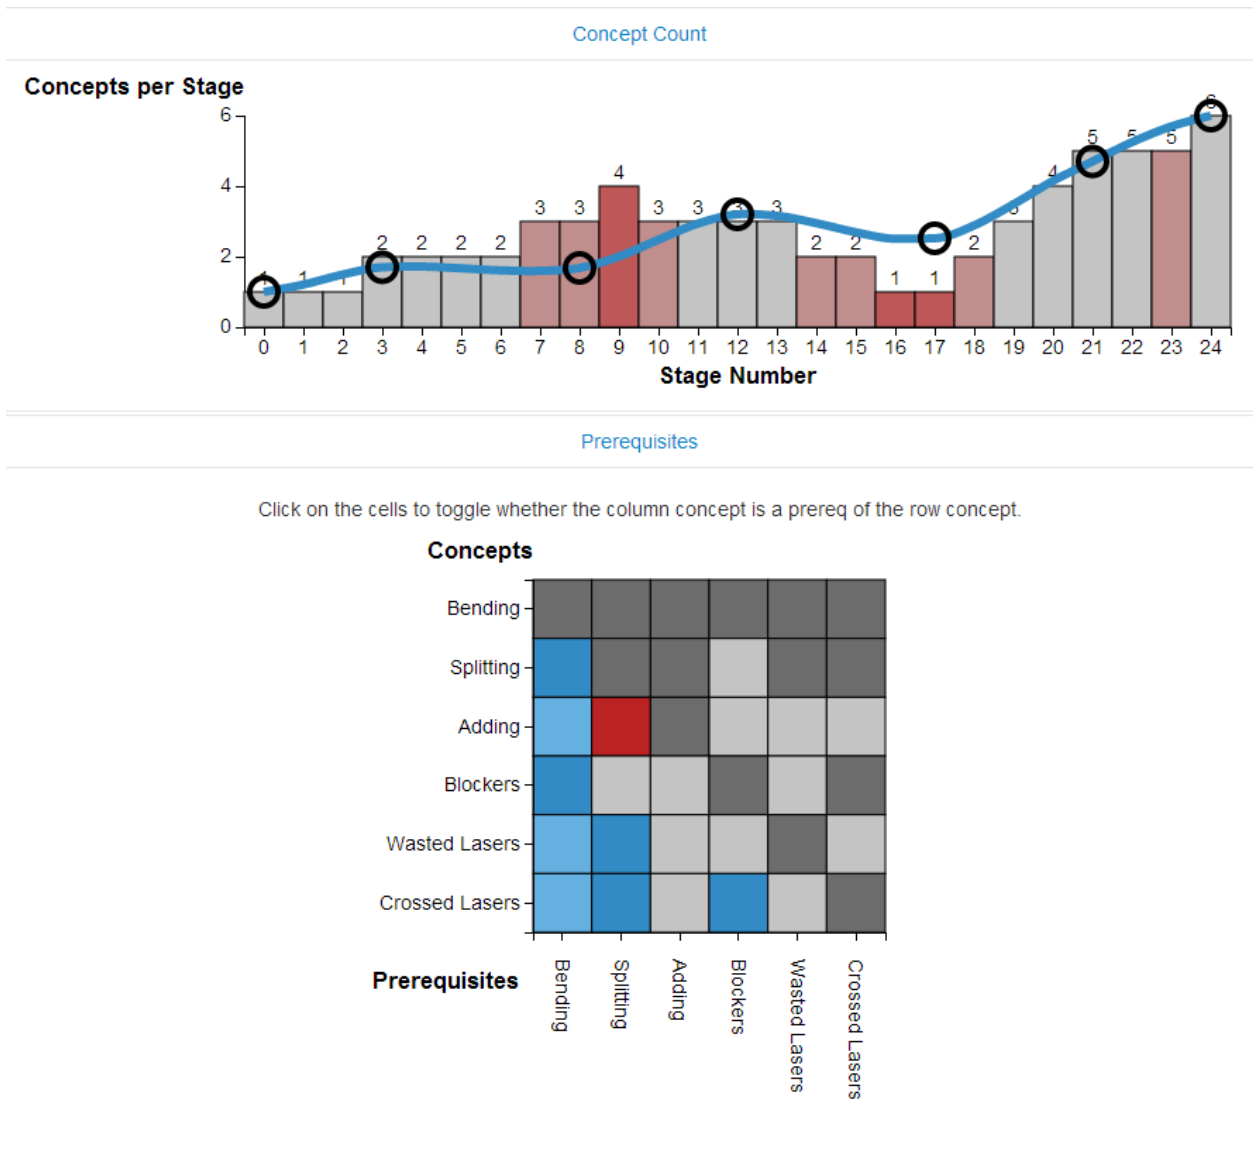 Concept Count
Concepts per Stage
6
4
2
0
1 1 1 2 2 2 2 3 3 4 3 3 3 3 2 2 1 1 2 3 4 5 5 5 6
0 1 2 3 4 5 6 7 8 9 10 11 12 13 14 15 16 17 18 19 20 21 22 23 24
Stage Number
Prerequisites
Click on the cells to toggle whether the column concept is a prereq of the row concept.
Concepts
Bending
Splitting
Adding
Blockers
Wasted Lasers
Crossed Lasers
Prerequisites
Bending
Splitting
Adding
Blockers
Wasted Lasers
Crossed Lasers